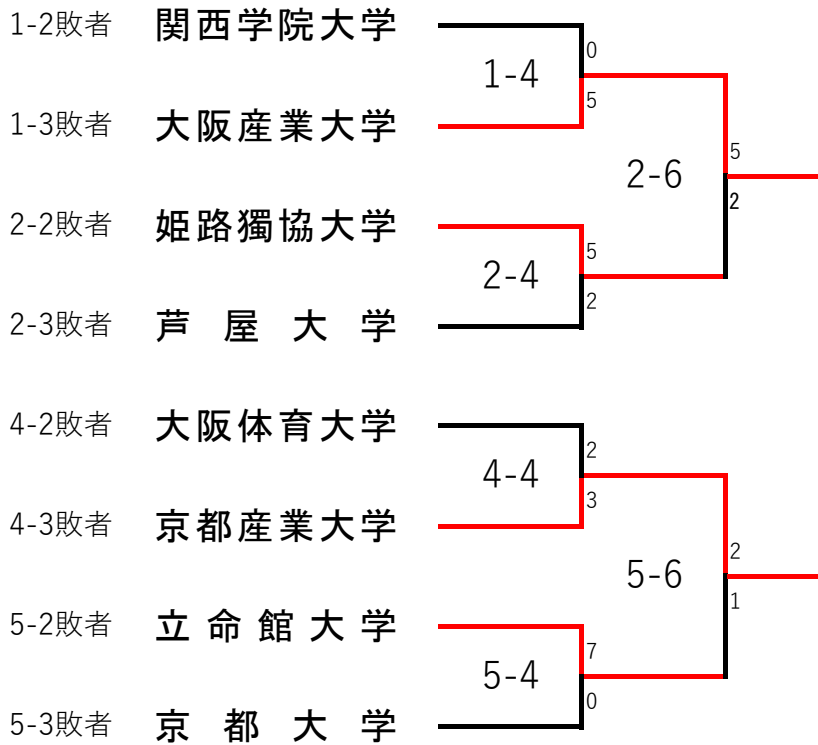 1-2敗者 関西学院大学
0
1-4
5
1-3敗者 大阪産業大学
5
2-6
2
2-2敗者 姫路獨協大学
5
2-4
2
2-3敗者 芦屋大学
4-2敗者 大阪体育大学
2
4-4
3
4-3敗者 京都産業大学
2
5-6
1
5-2敗者 立命館大学
7
5-4
0
5-3敗者 京都大学